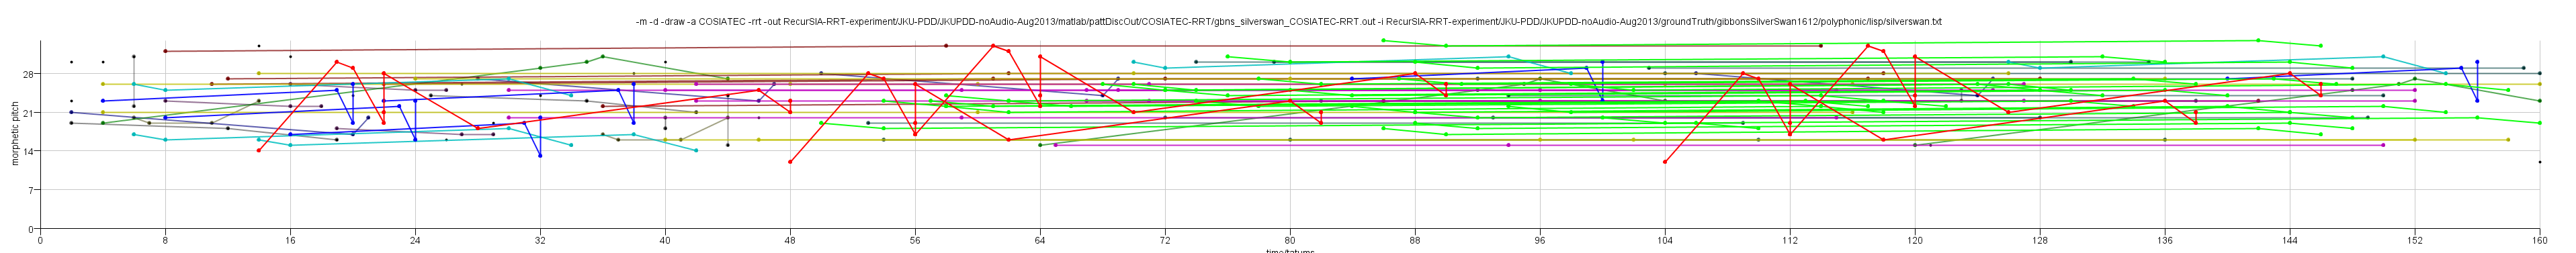 -m -d -draw -a COSIATEC -rrt -out RecurSIA-RRT-experiment/JKU-PDD/JKUPDD-noAudio-Aug2013/matlab/pattDiscOut/COSIATEC-RRT/gbns_silverswan_COSIATEC-RRT.out -i RecurSIA-RRT-experiment/JKU-PDD/JKUPDD-noAudio-Aug2013/groundTruth/gibbonsSilverSwan1612/polyphonic/lisp/silverswan.txt
morphetic pitch
28
21
14
7
0
0 8 16 24 32 40 48 56 64 72 80 88 96 104 112 120 128 136 144 152 160
time/tatums